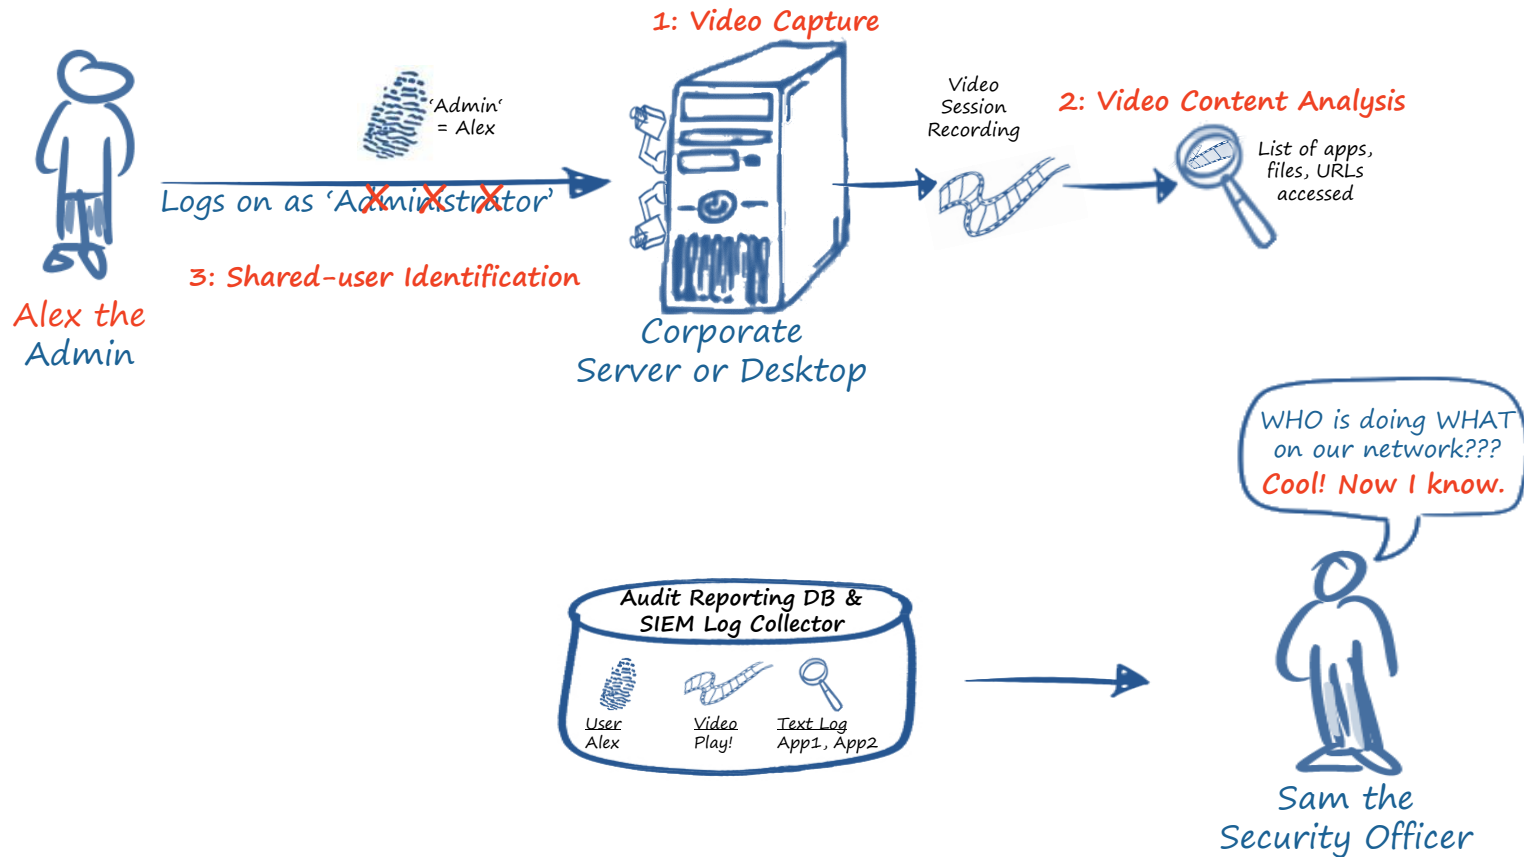 1: Video Capture
‘Admin‘
= Alex
Logs on as ‘Administrator’
3: Shared-user Identification
Alex the
Admin
Corporate
Server or Desktop
Video
Session
Recording
2: Video Content Analysis
List of apps,
files, URLs
accessed
WHO is doing WHAT
on our network???
Cool! Now I know.
Audit Reporting DB &
SIEM Log Collector
User
Alex
Video
Play!
Text Log
App1, App2
Sam the
Security Officer